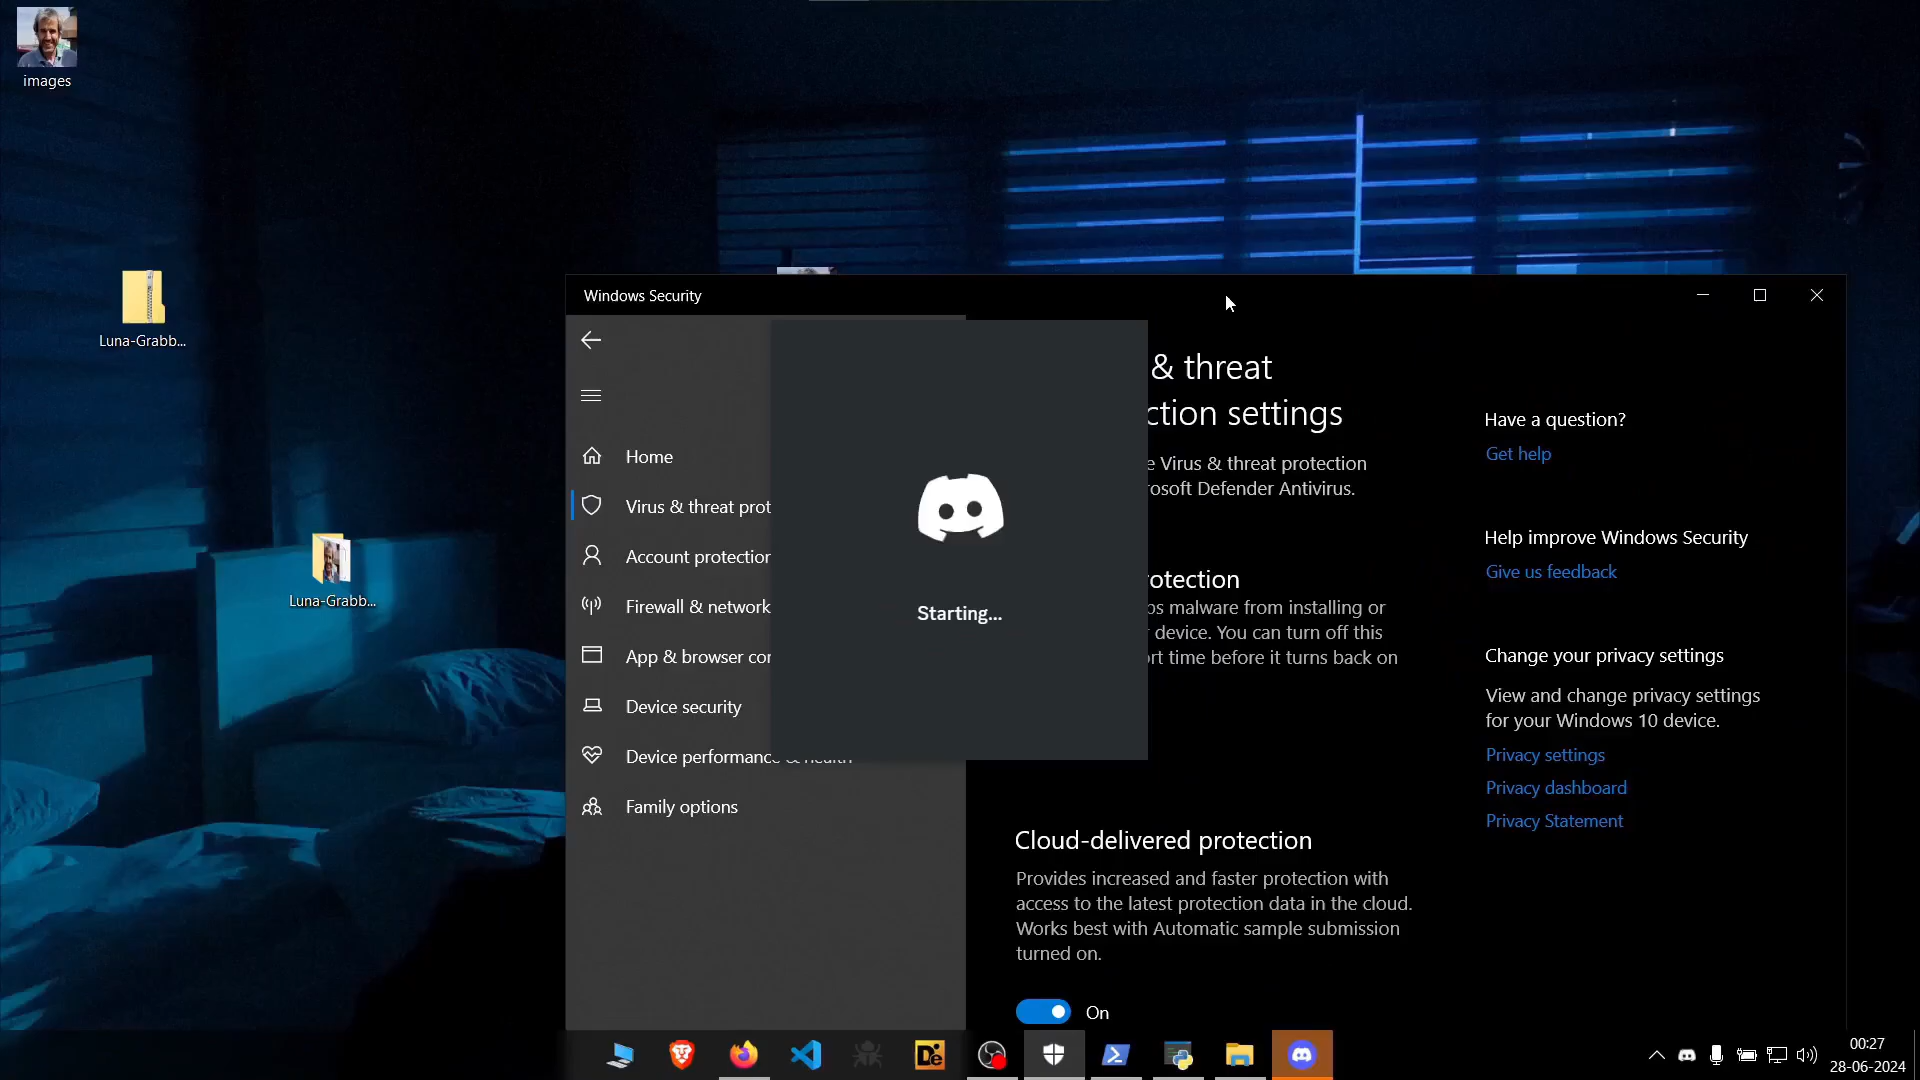 images
Luna-Grabb...
Luna-Grabb...
Windows Security
Home
Virus & threat prot
Account protection
Firewall & network
App & browser cor
Device security
Device performance & health
Family options
Starting...
& threat
ction settings
e Virus & threat protection
rosoft Defender Antivirus.
otection
ps malware from installing or
device. You can turn off this
rt time before it turns back on
Cloud-delivered protection
Provides increased and faster protection with
access to the latest protection data in the cloud.
Works best with Automatic sample submission
turned on.
On
Have a question?
Get help
Help improve Windows Security
Give us feedback
Change your privacy settings
View and change privacy settings
for your Windows 10 device.
Privacy settings
Privacy dashboard
Privacy Statement
De
00:27
28-06-2024